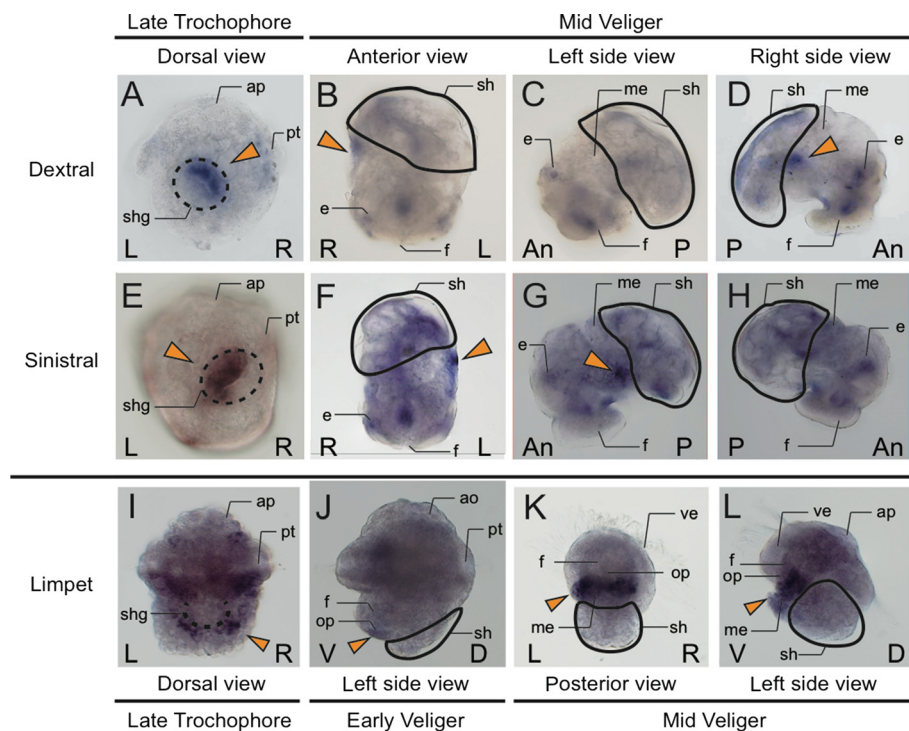 Late Trochophore Mid Veliger
Dorsal view Anterior view Left side view Right side view
Dextral
A ap pt shg L R
B sh e f R L
C me sh e f An P
D sh me e f P An
Sinistral
E ap pt shg L R
F sh e f R L
G me sh e f An P
H sh me e f P An
Limpet
I ap pt shg L R
J ao pt f op sh V D
K ve f op me sh L R
L ve ap f op me sh V D
Dorsal view Left side view Posterior view Left side view
Late Trochophore Early Veliger Mid Veliger